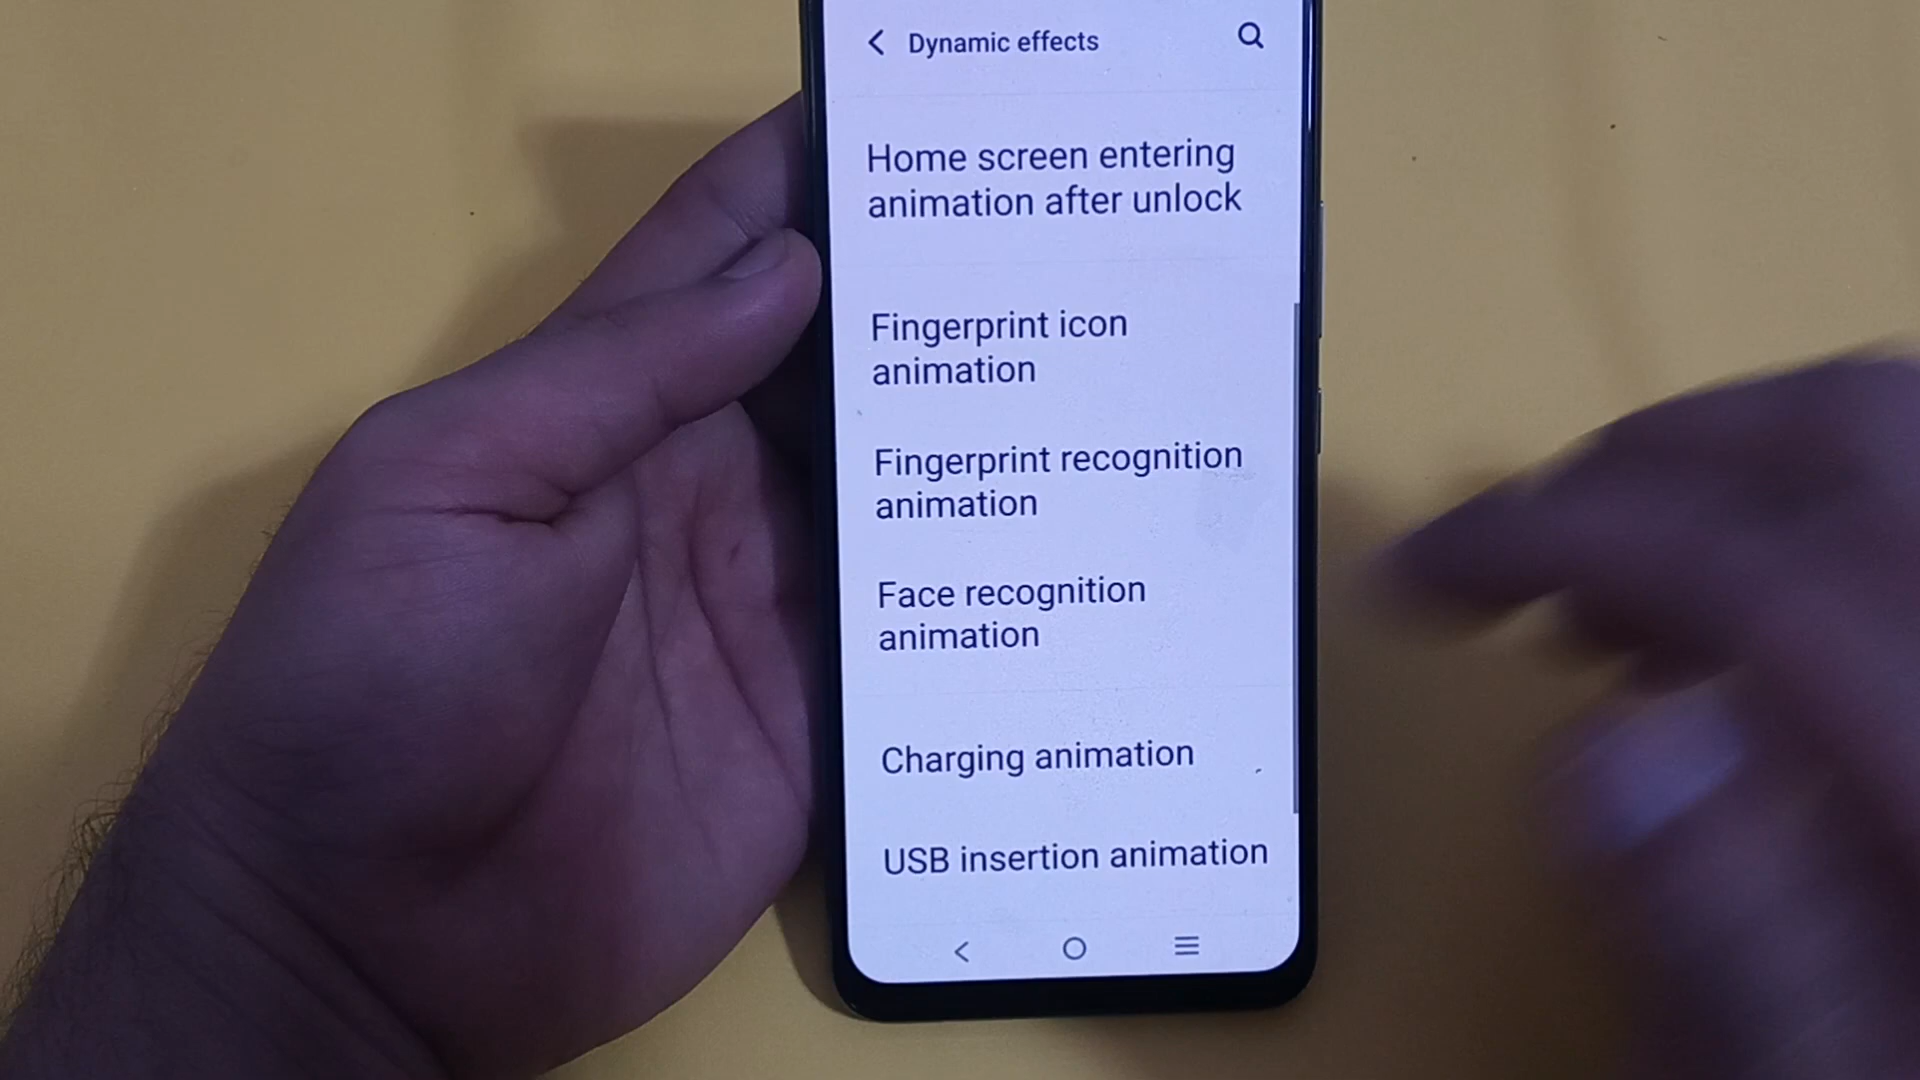 Dynamic effects
Home screen entering
animation after unlock
Fingerprint icon
animation
Fingerprint recognition
animation
Face recognition
animation
Charging animation
USB insertion animation